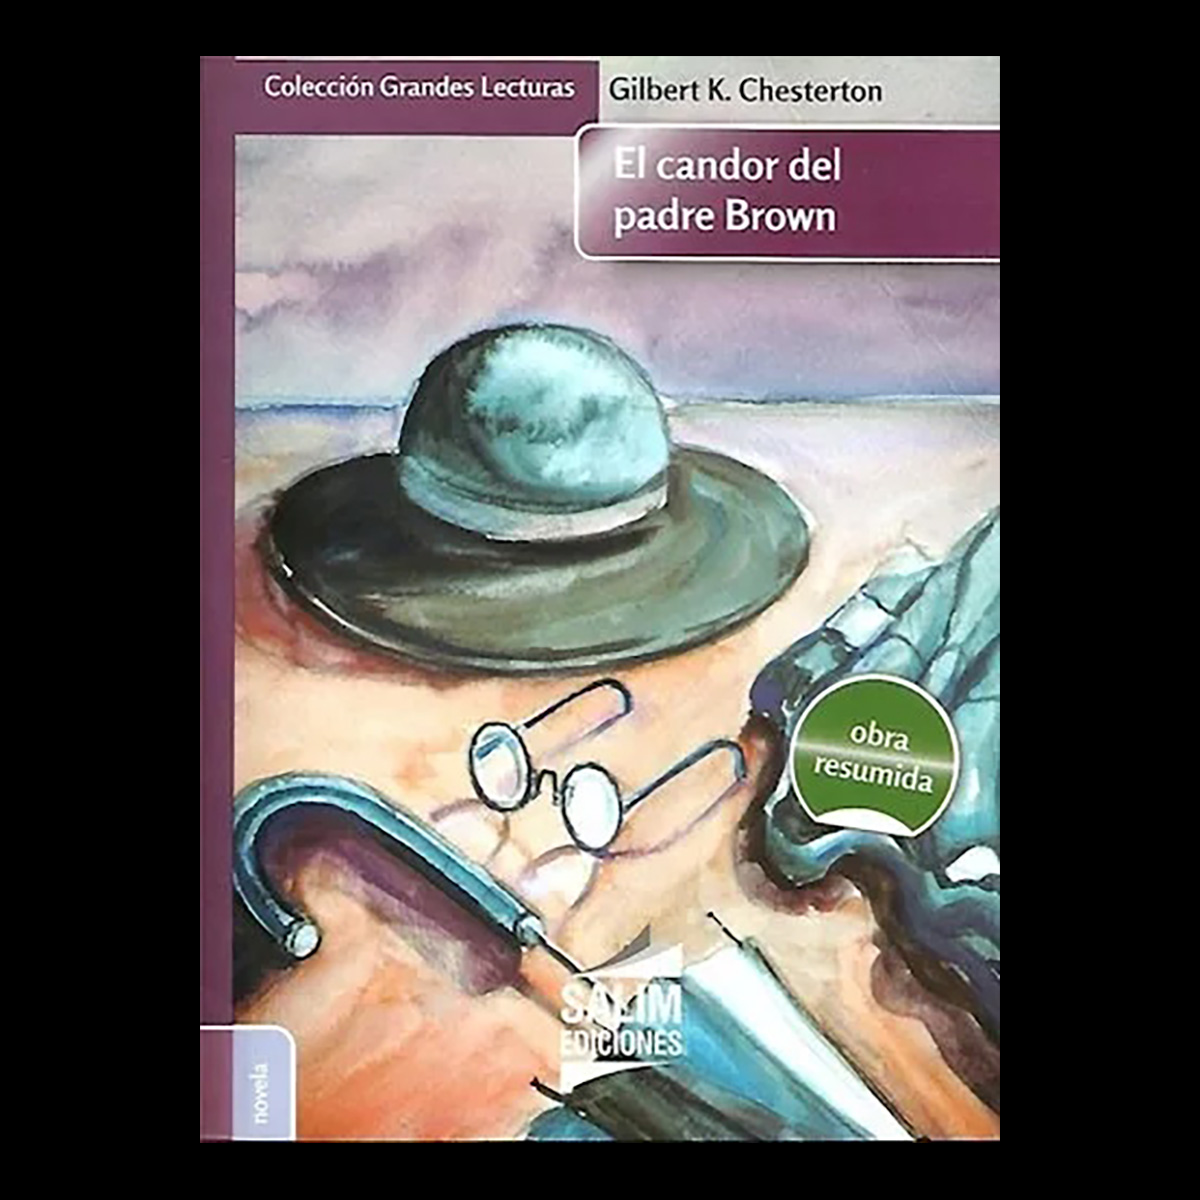 Colección Grandes Lecturas
Gilbert K. Chesterton
El candor del
padre Brown
obra
resumida
SALIM
EDICIONES
novela